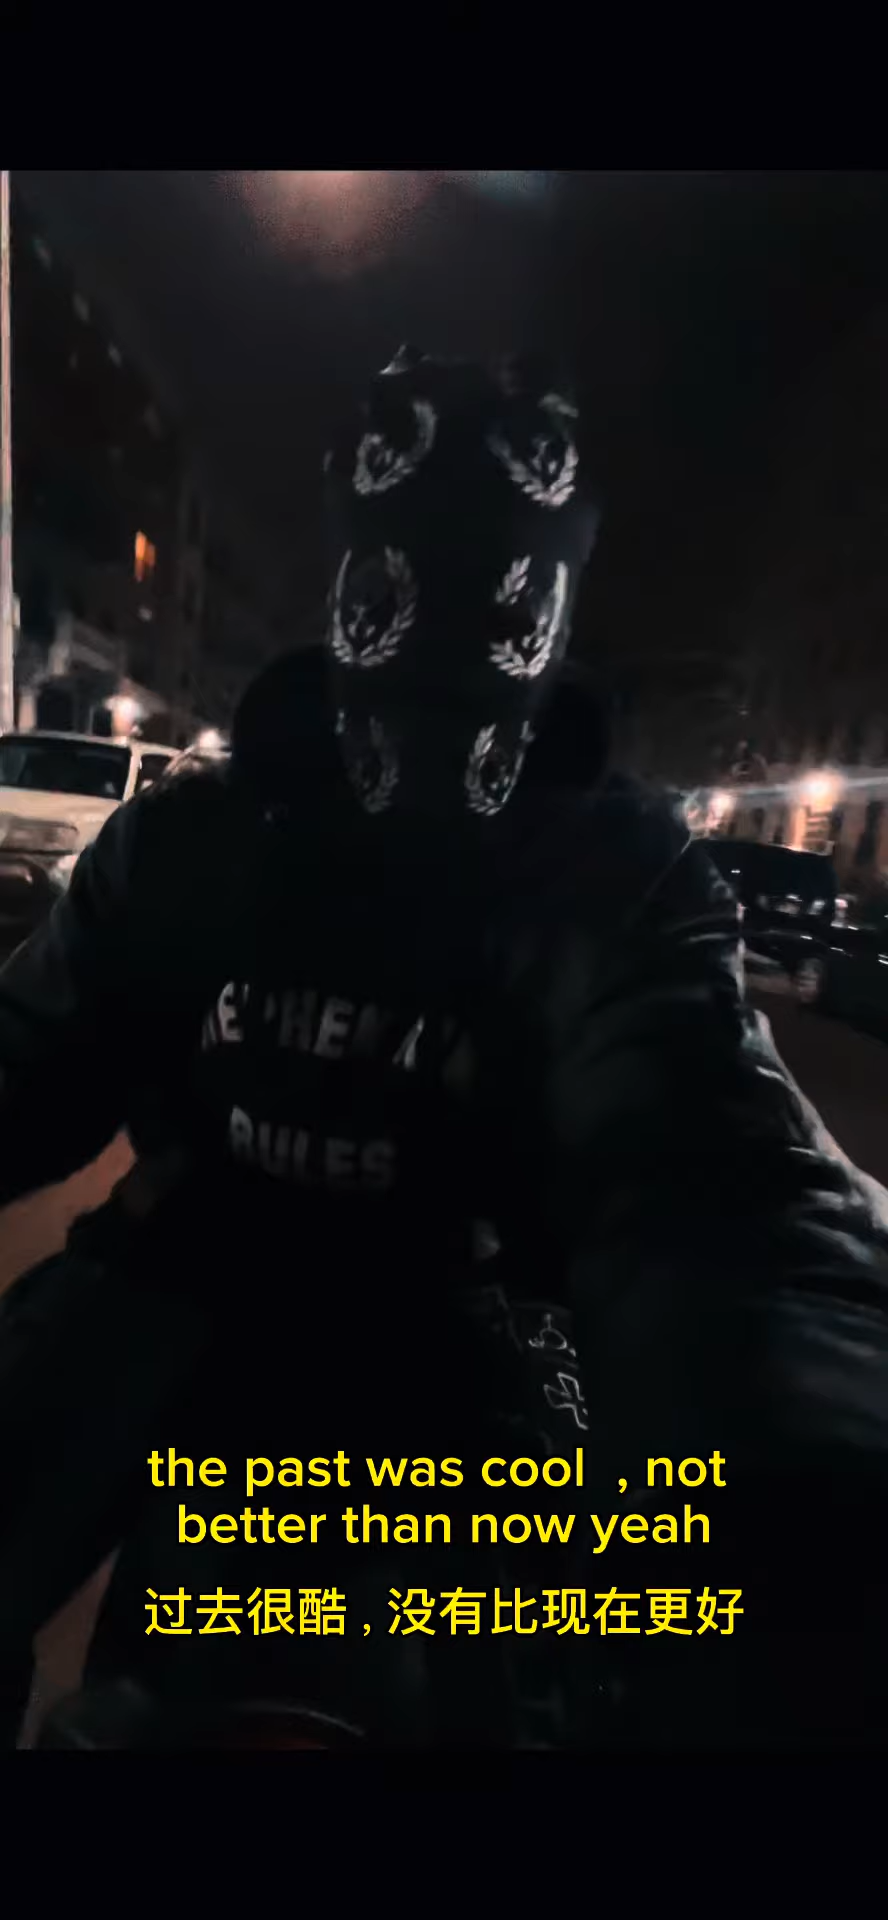 RULES
the past was cool , not
better than now yeah
过去很酷 , 没有比现在更好